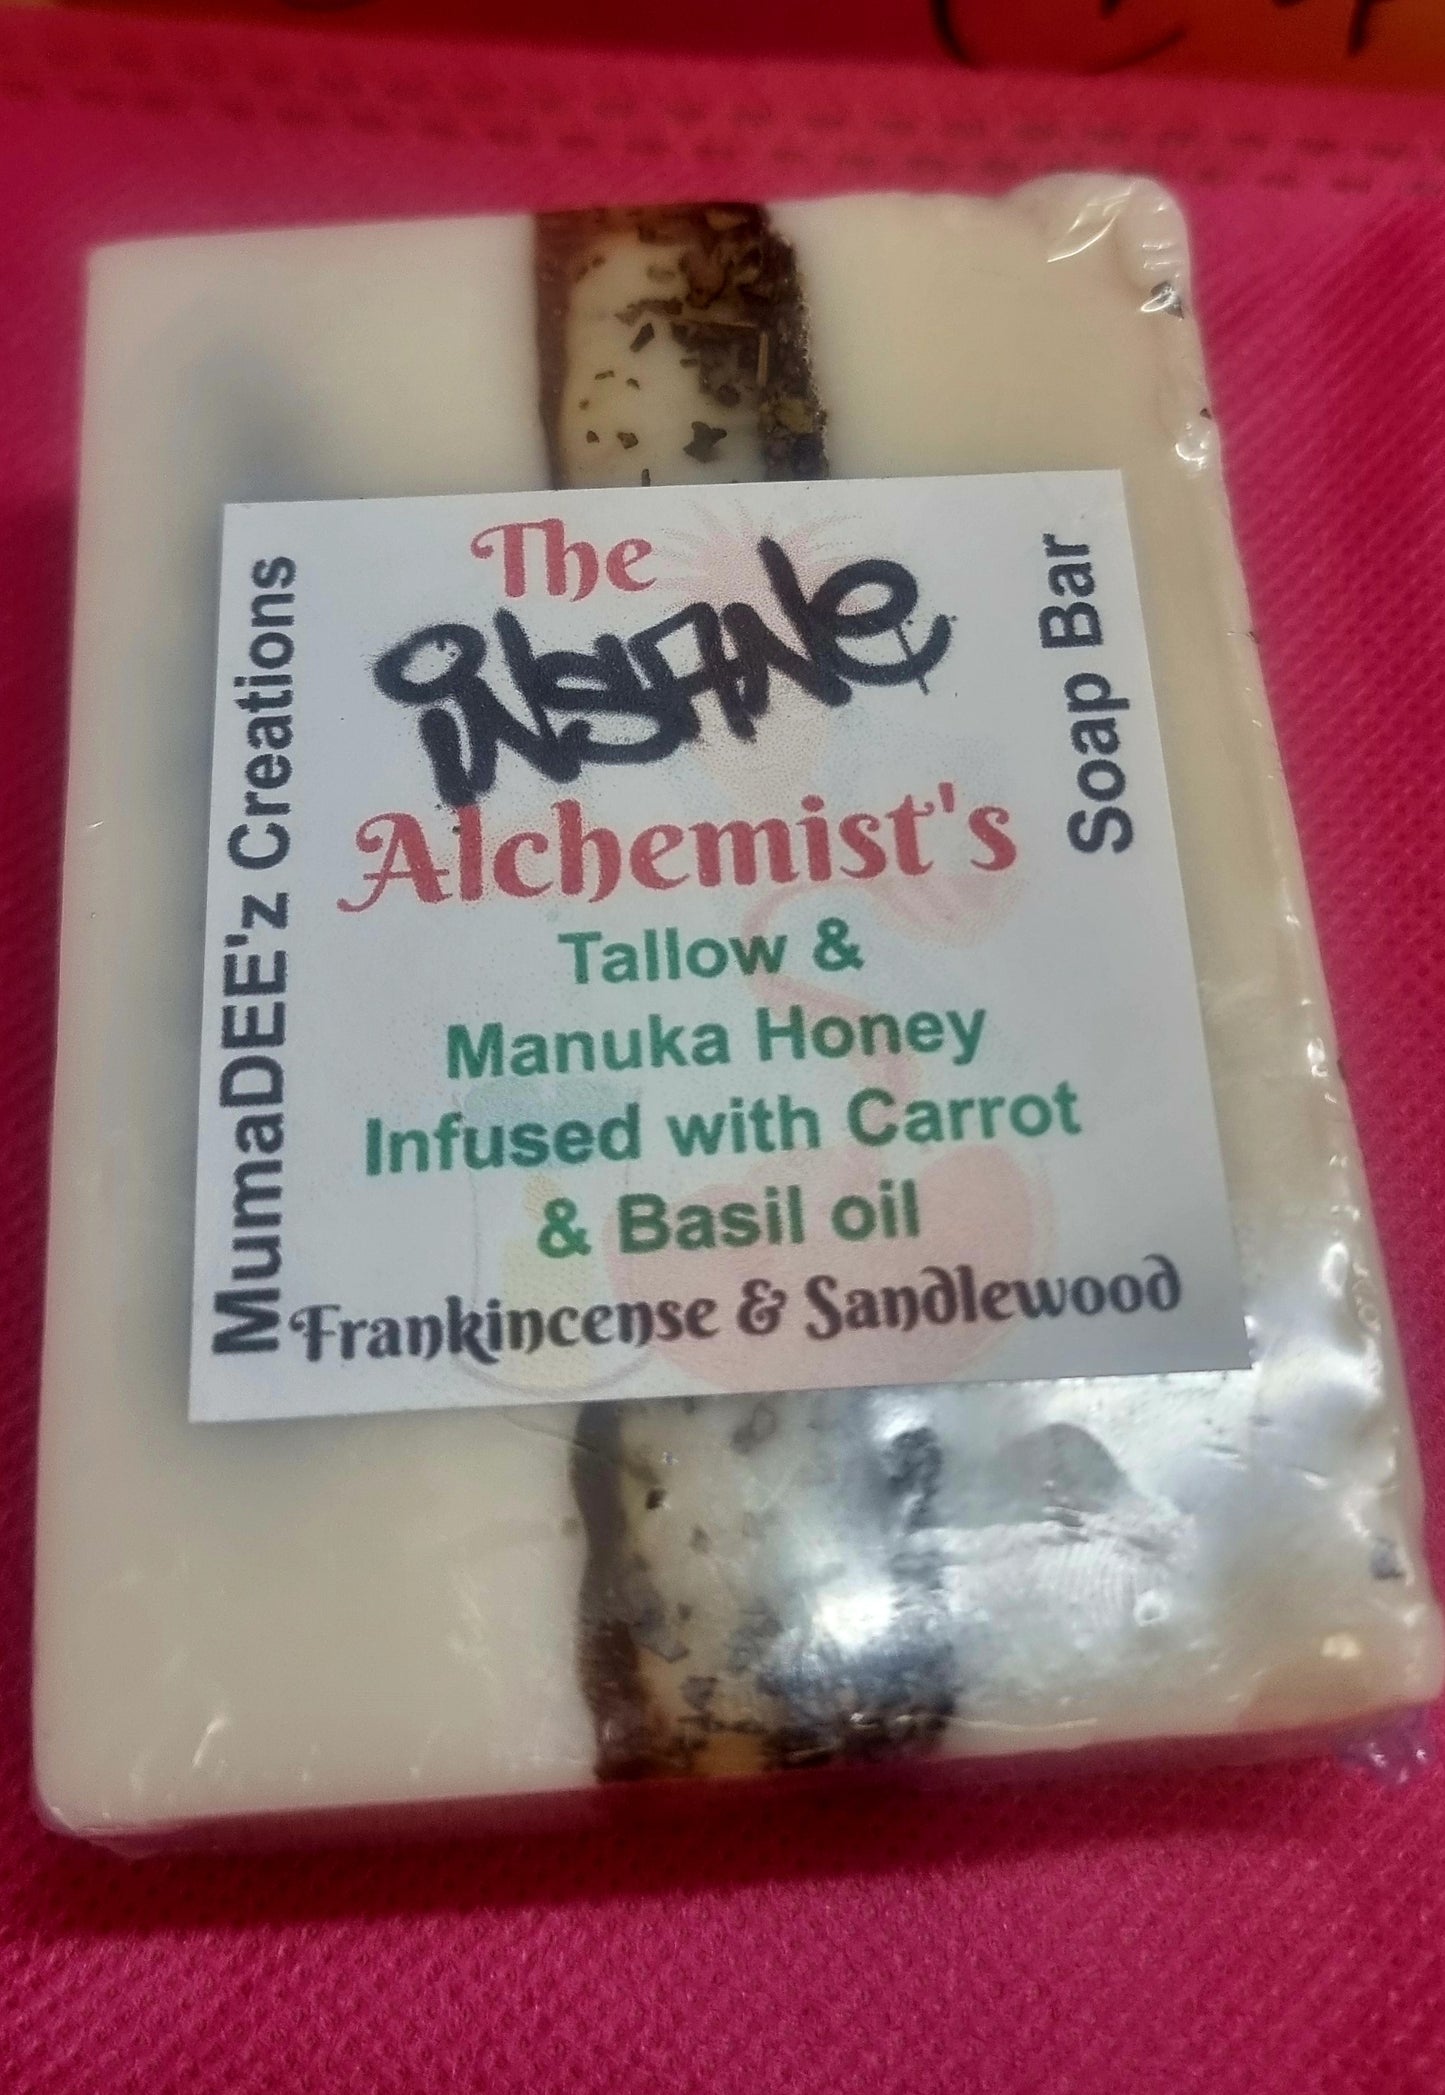 The
iNSANe
Alchemist's
Tallow &
Manuka Honey
Infused with Carrot
& Basil oil
Frankincense & Sandlewood
MumaDEE'z Creations
Soap Bar